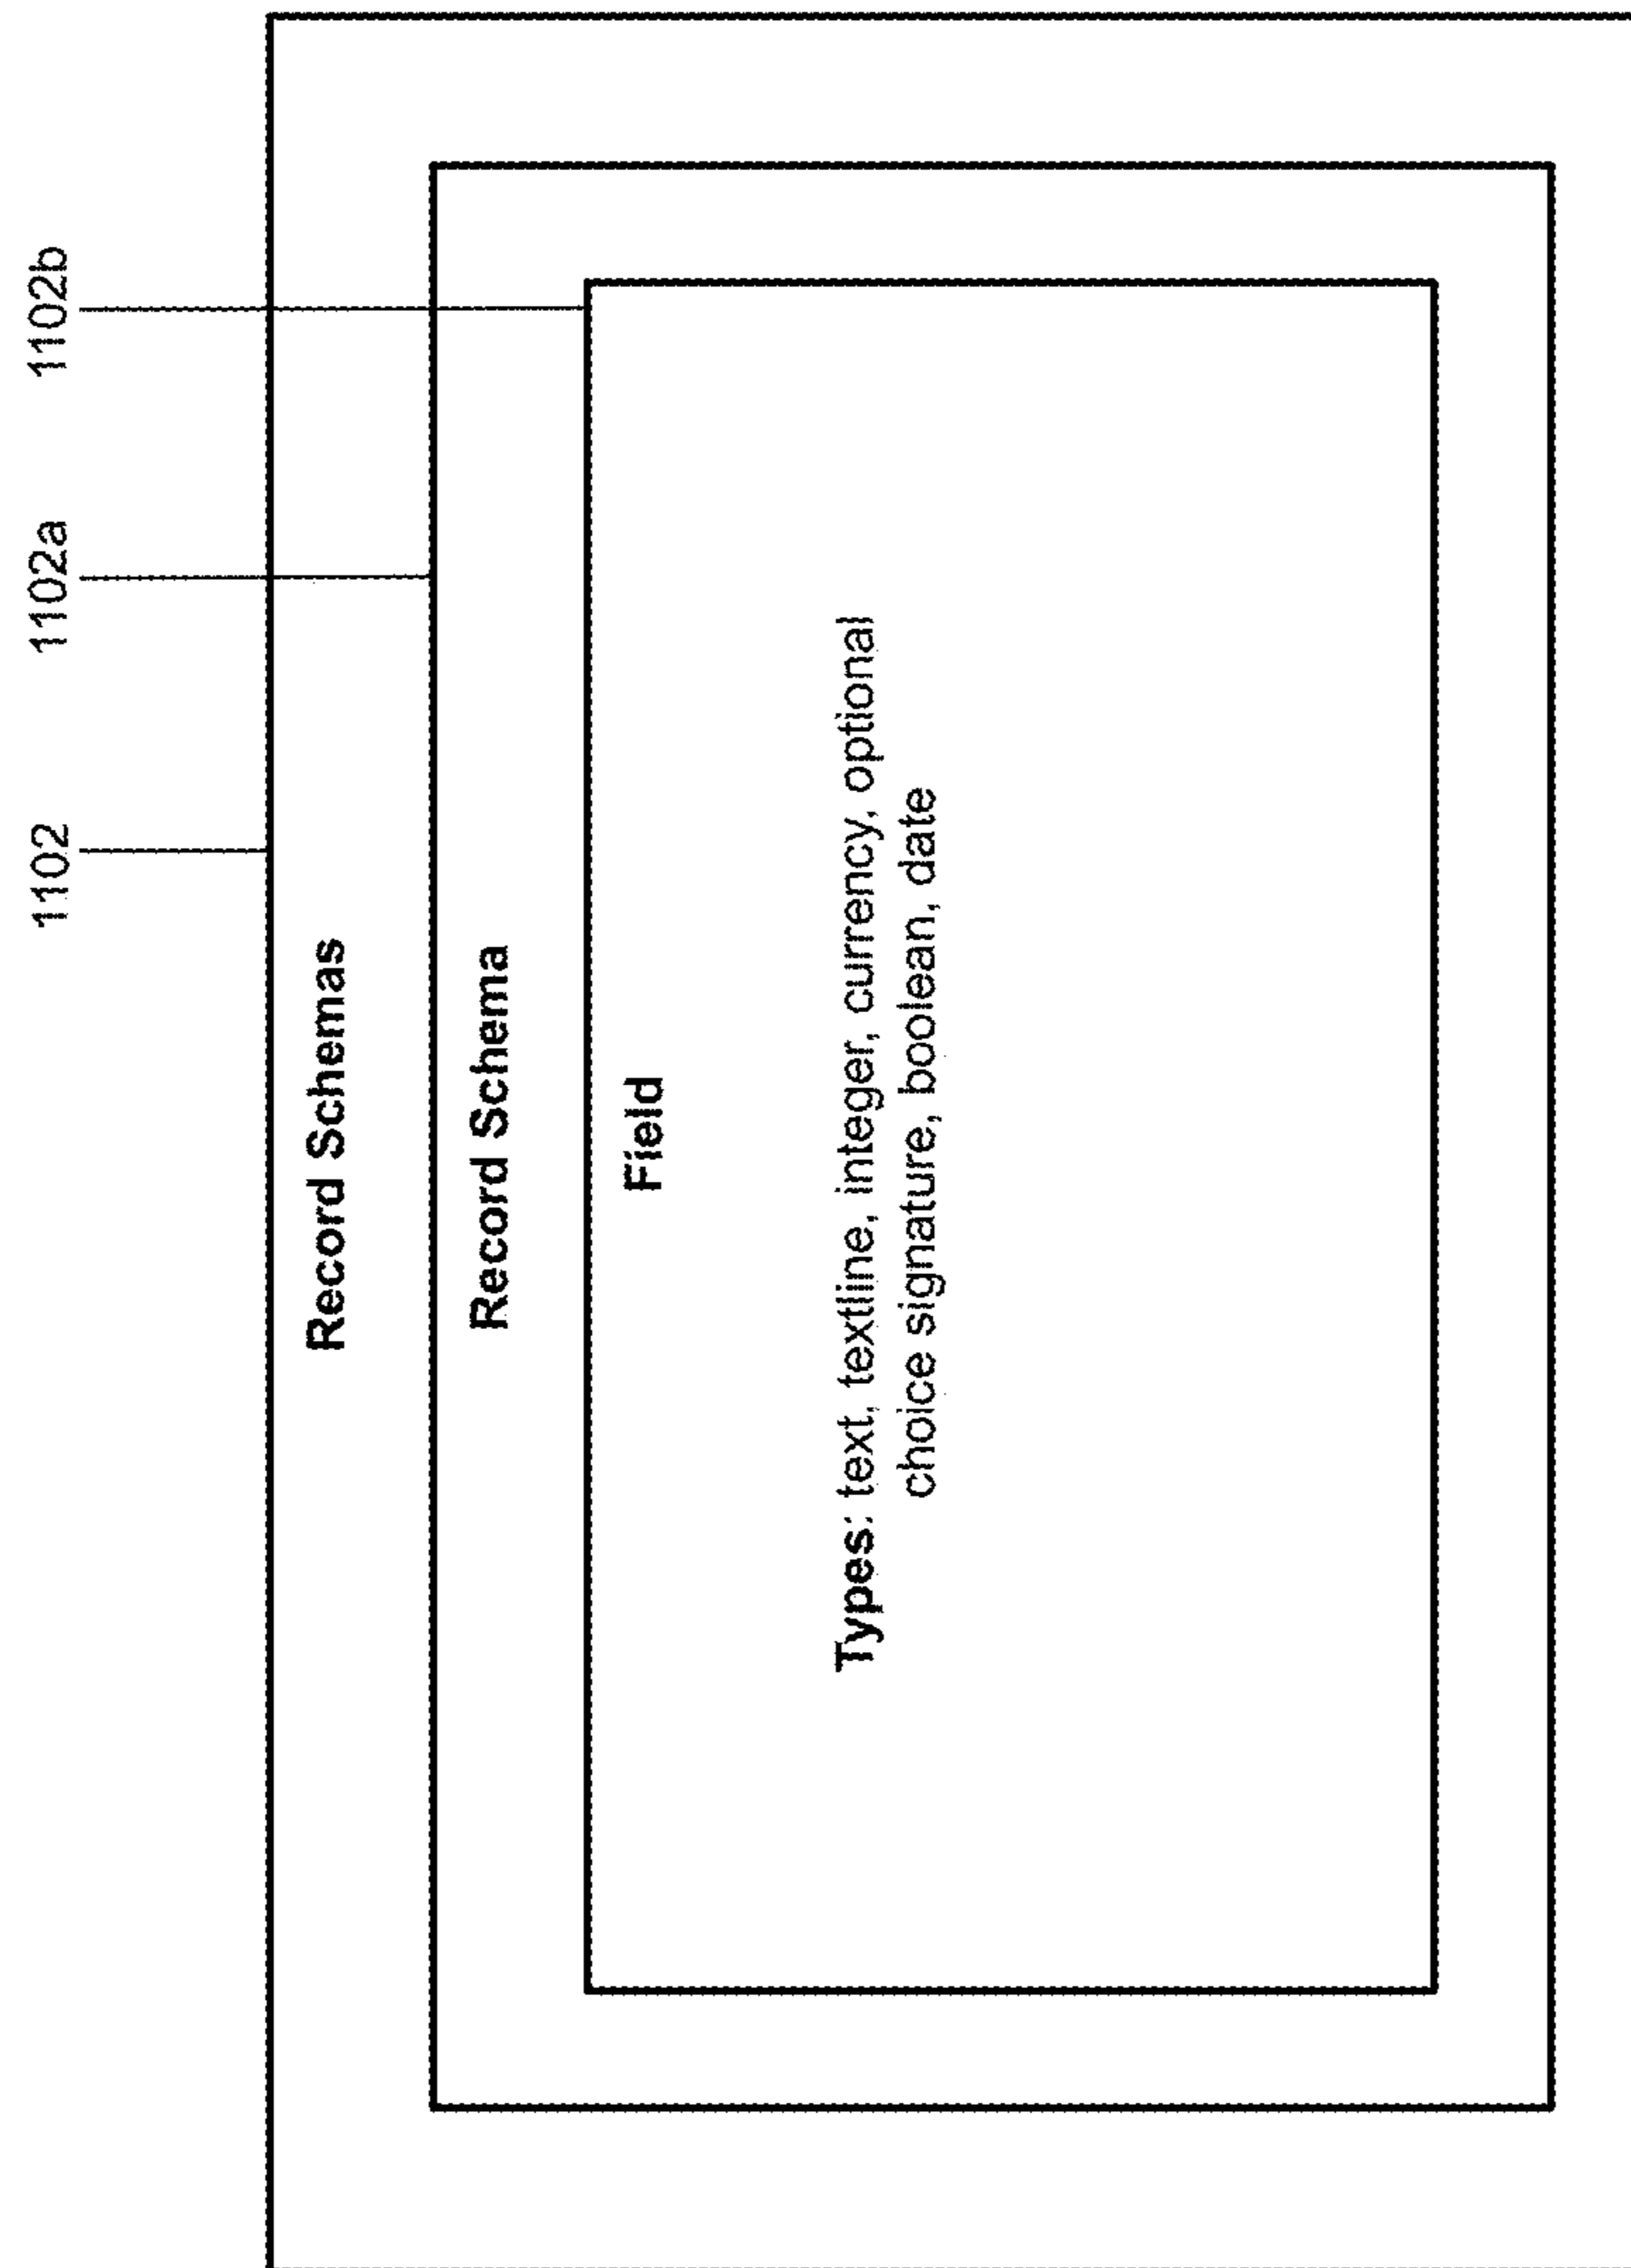 1102
1102a
1102b
Record Schemas
Record Schema
Field
Types: text, textline, integer, currency, optional
choice signature, boolean, date